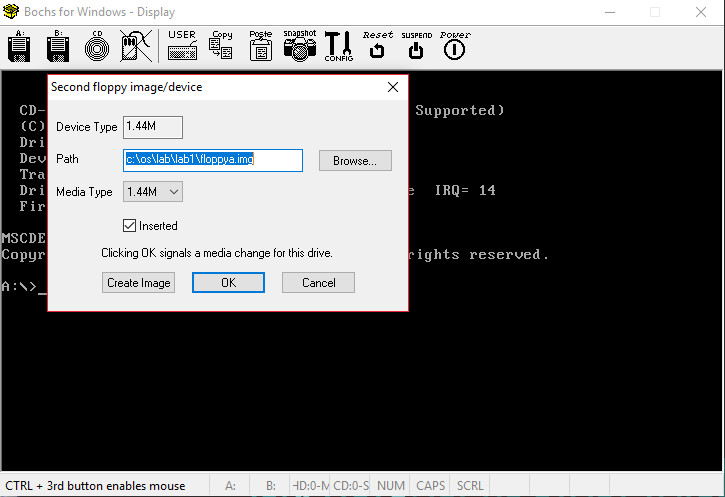 Bochs for Windows - Display
A: B: CD USER Copy Paste snapshot CONFIG Reset SUSPEND Power
Second floppy image/device
CD- Supported)
(C)
Device Type 1.44M
Dri
Path c:\os\lab\lab1\floppya.img Browse...
Dev
Tra
Media Type 1.44M
Dri e IRQ= 14
Fir
Inserted
MSCDE
Clicking OK signals a media change for this drive.
Copyr rights reserved.
Create Image OK Cancel
A:\>_
CTRL + 3rd button enables mouse A: B: HD:0-M CD:0-S NUM CAPS SCRL